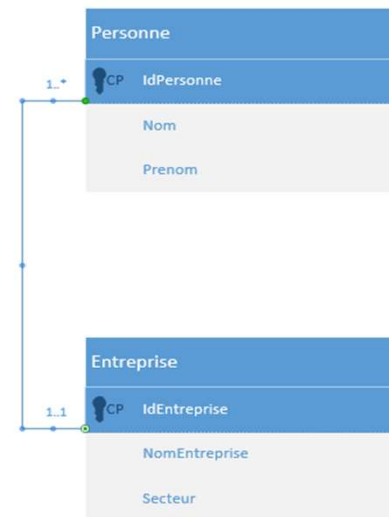 Personne
1..*
CP IdPersonne
Nom
Prenom
Entreprise
1..1
CP IdEntreprise
NomEntreprise
Secteur